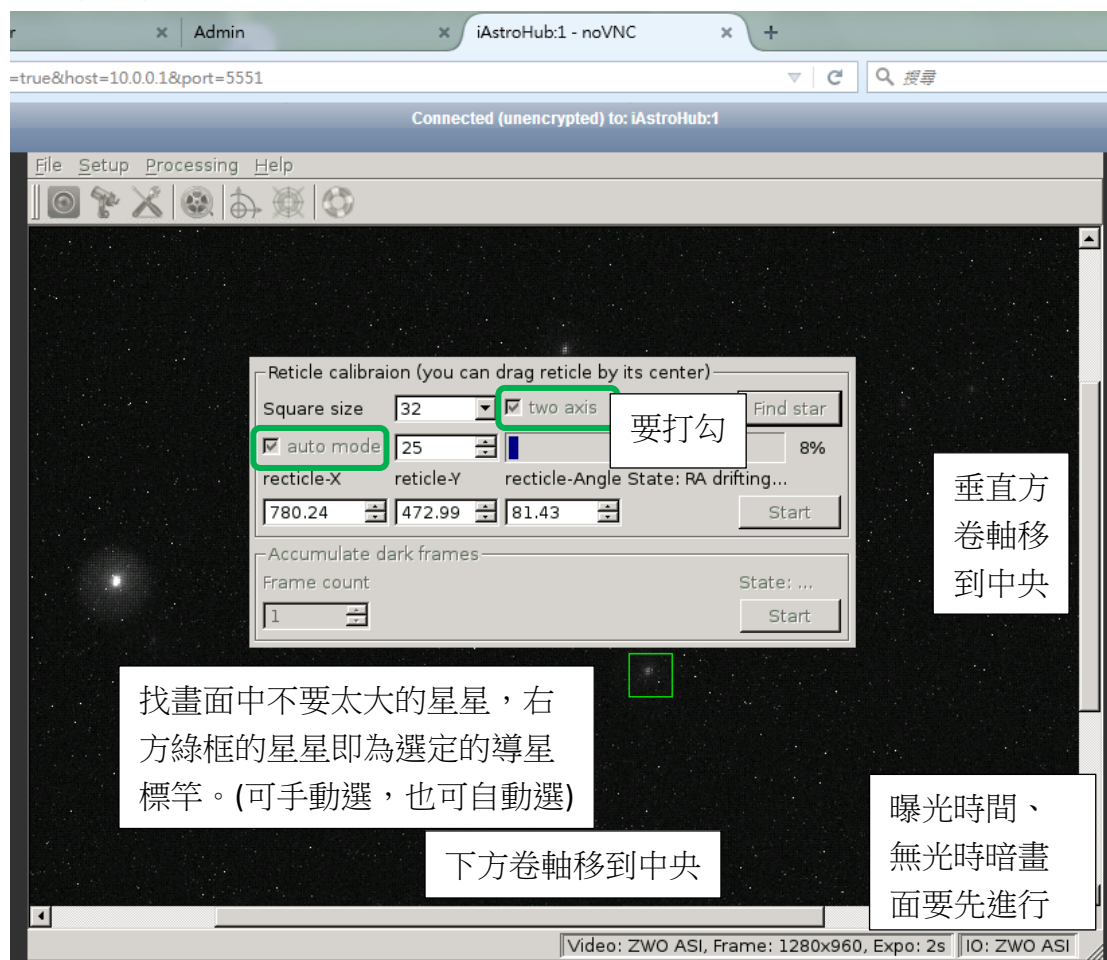 r
Admin
iAstroHub:1 - noVNC
=true&host=10.0.0.1&port=5551
搜尋
Connected (unencrypted) to: iAstroHub:1
File Setup Processing Help
Reticle calibraion (you can drag reticle by its center)
Square size 32 two axis Find star
要打勾
auto mode 25 8%
recticle-X reticle-Y recticle-Angle State: RA drifting...
780.24 472.99 81.43 Start
垂直方
卷軸移
到中央
Accumulate dark frames
Frame count State: ...
1 Start
找畫面中不要太大的星星，右
方綠框的星星即為選定的導星
標竿。(可手動選，也可自動選)
下方卷軸移到中央
曝光時間、
無光時暗畫
面要先進行
Video: ZWO ASI, Frame: 1280x960, Expo: 2s IO: ZWO ASI